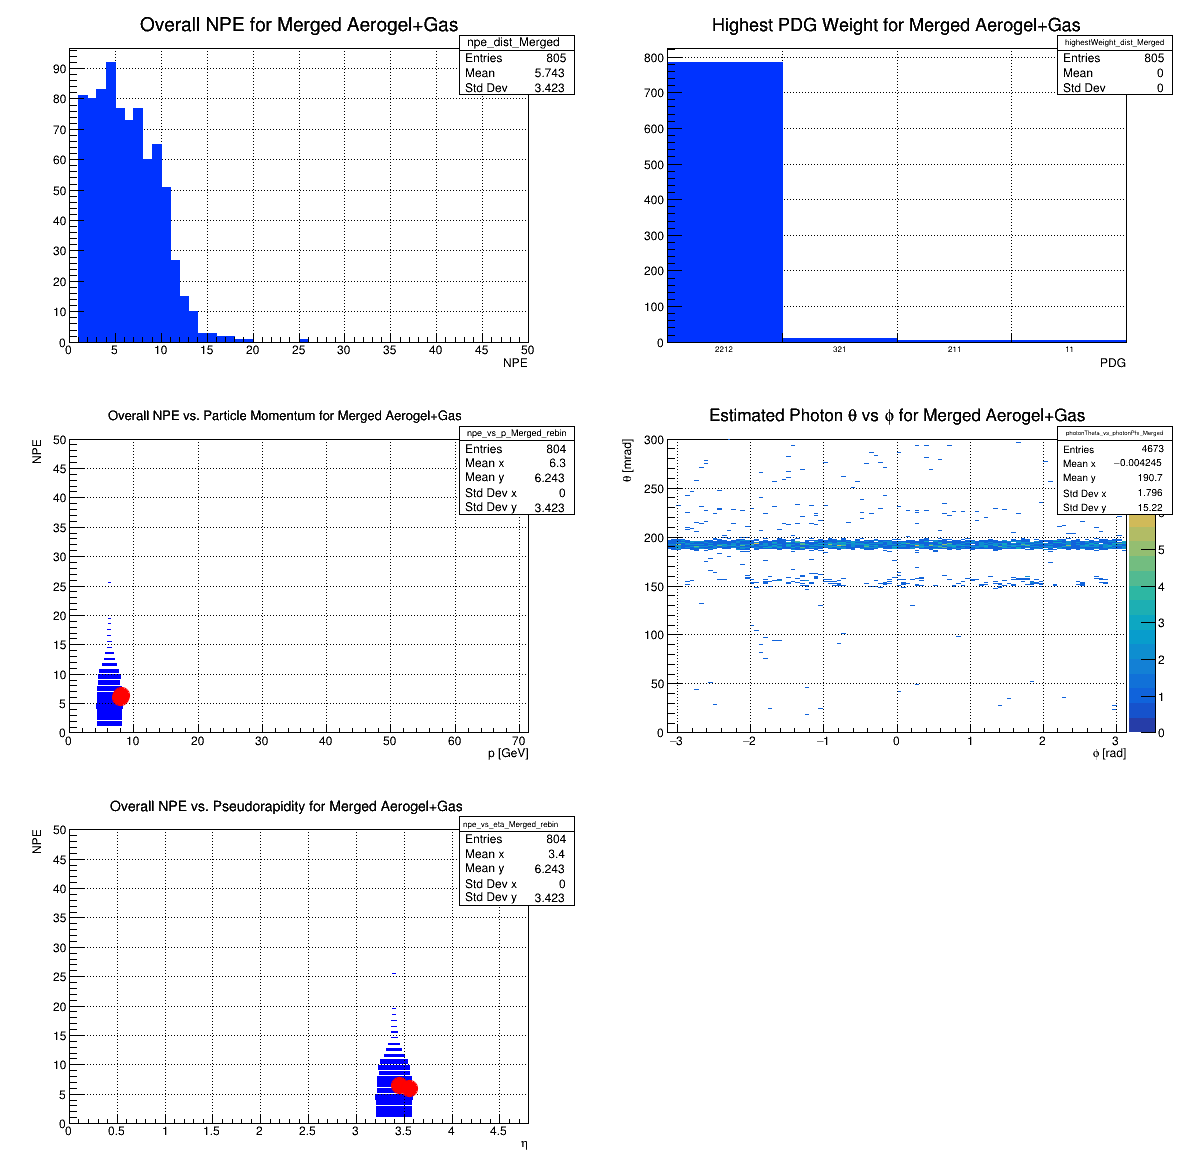 Overall NPE for Merged Aerogel+Gas
npe_dist_Merged
Entries 805
Mean 5.743
Std Dev 3.423
90
80
70
60
50
40
30
20
10
0
0 5 10 15 20 25 30 35 40 45 50
NPE
Highest PDG Weight for Merged Aerogel+Gas
highestWeight_dist_Merged
Entries 805
Mean 0
Std Dev 0
800
700
600
500
400
300
200
100
0
2212 321 211 11
PDG
Overall NPE vs. Particle Momentum for Merged Aerogel+Gas
NPE
npe_vs_p_Merged_rebin
Entries 804
Mean x 6.3
Mean y 6.243
Std Dev x 0
Std Dev y 3.423
50
45
40
35
30
25
20
15
10
5
0
0 10 20 30 40 50 60 70
p [GeV]
Estimated Photon θ vs ϕ for Merged Aerogel+Gas
θ [mrad]
photonTheta_vs_photonPhi_Merged
Entries 4673
Mean x −0.004245
Mean y 190.7
Std Dev x 1.796
Std Dev y 15.22
300
250
200
150
100
50
0
−3 −2 −1 0 1 2 3
ϕ [rad]
5
4
3
2
1
0
Overall NPE vs. Pseudorapidity for Merged Aerogel+Gas
NPE
npe_vs_eta_Merged_rebin
Entries 804
Mean x 3.4
Mean y 6.243
Std Dev x 0
Std Dev y 3.423
50
45
40
35
30
25
20
15
10
5
0
0 0.5 1 1.5 2 2.5 3 3.5 4 4.5
η